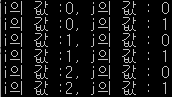 i의 값 :0, j의 값 : 0
i의 값 :0, j의 값 : 1
i의 값 :1, j의 값 : 0
i의 값 :1, j의 값 : 1
i의 값 :2, j의 값 : 0
i의 값 :2, j의 값 : 1